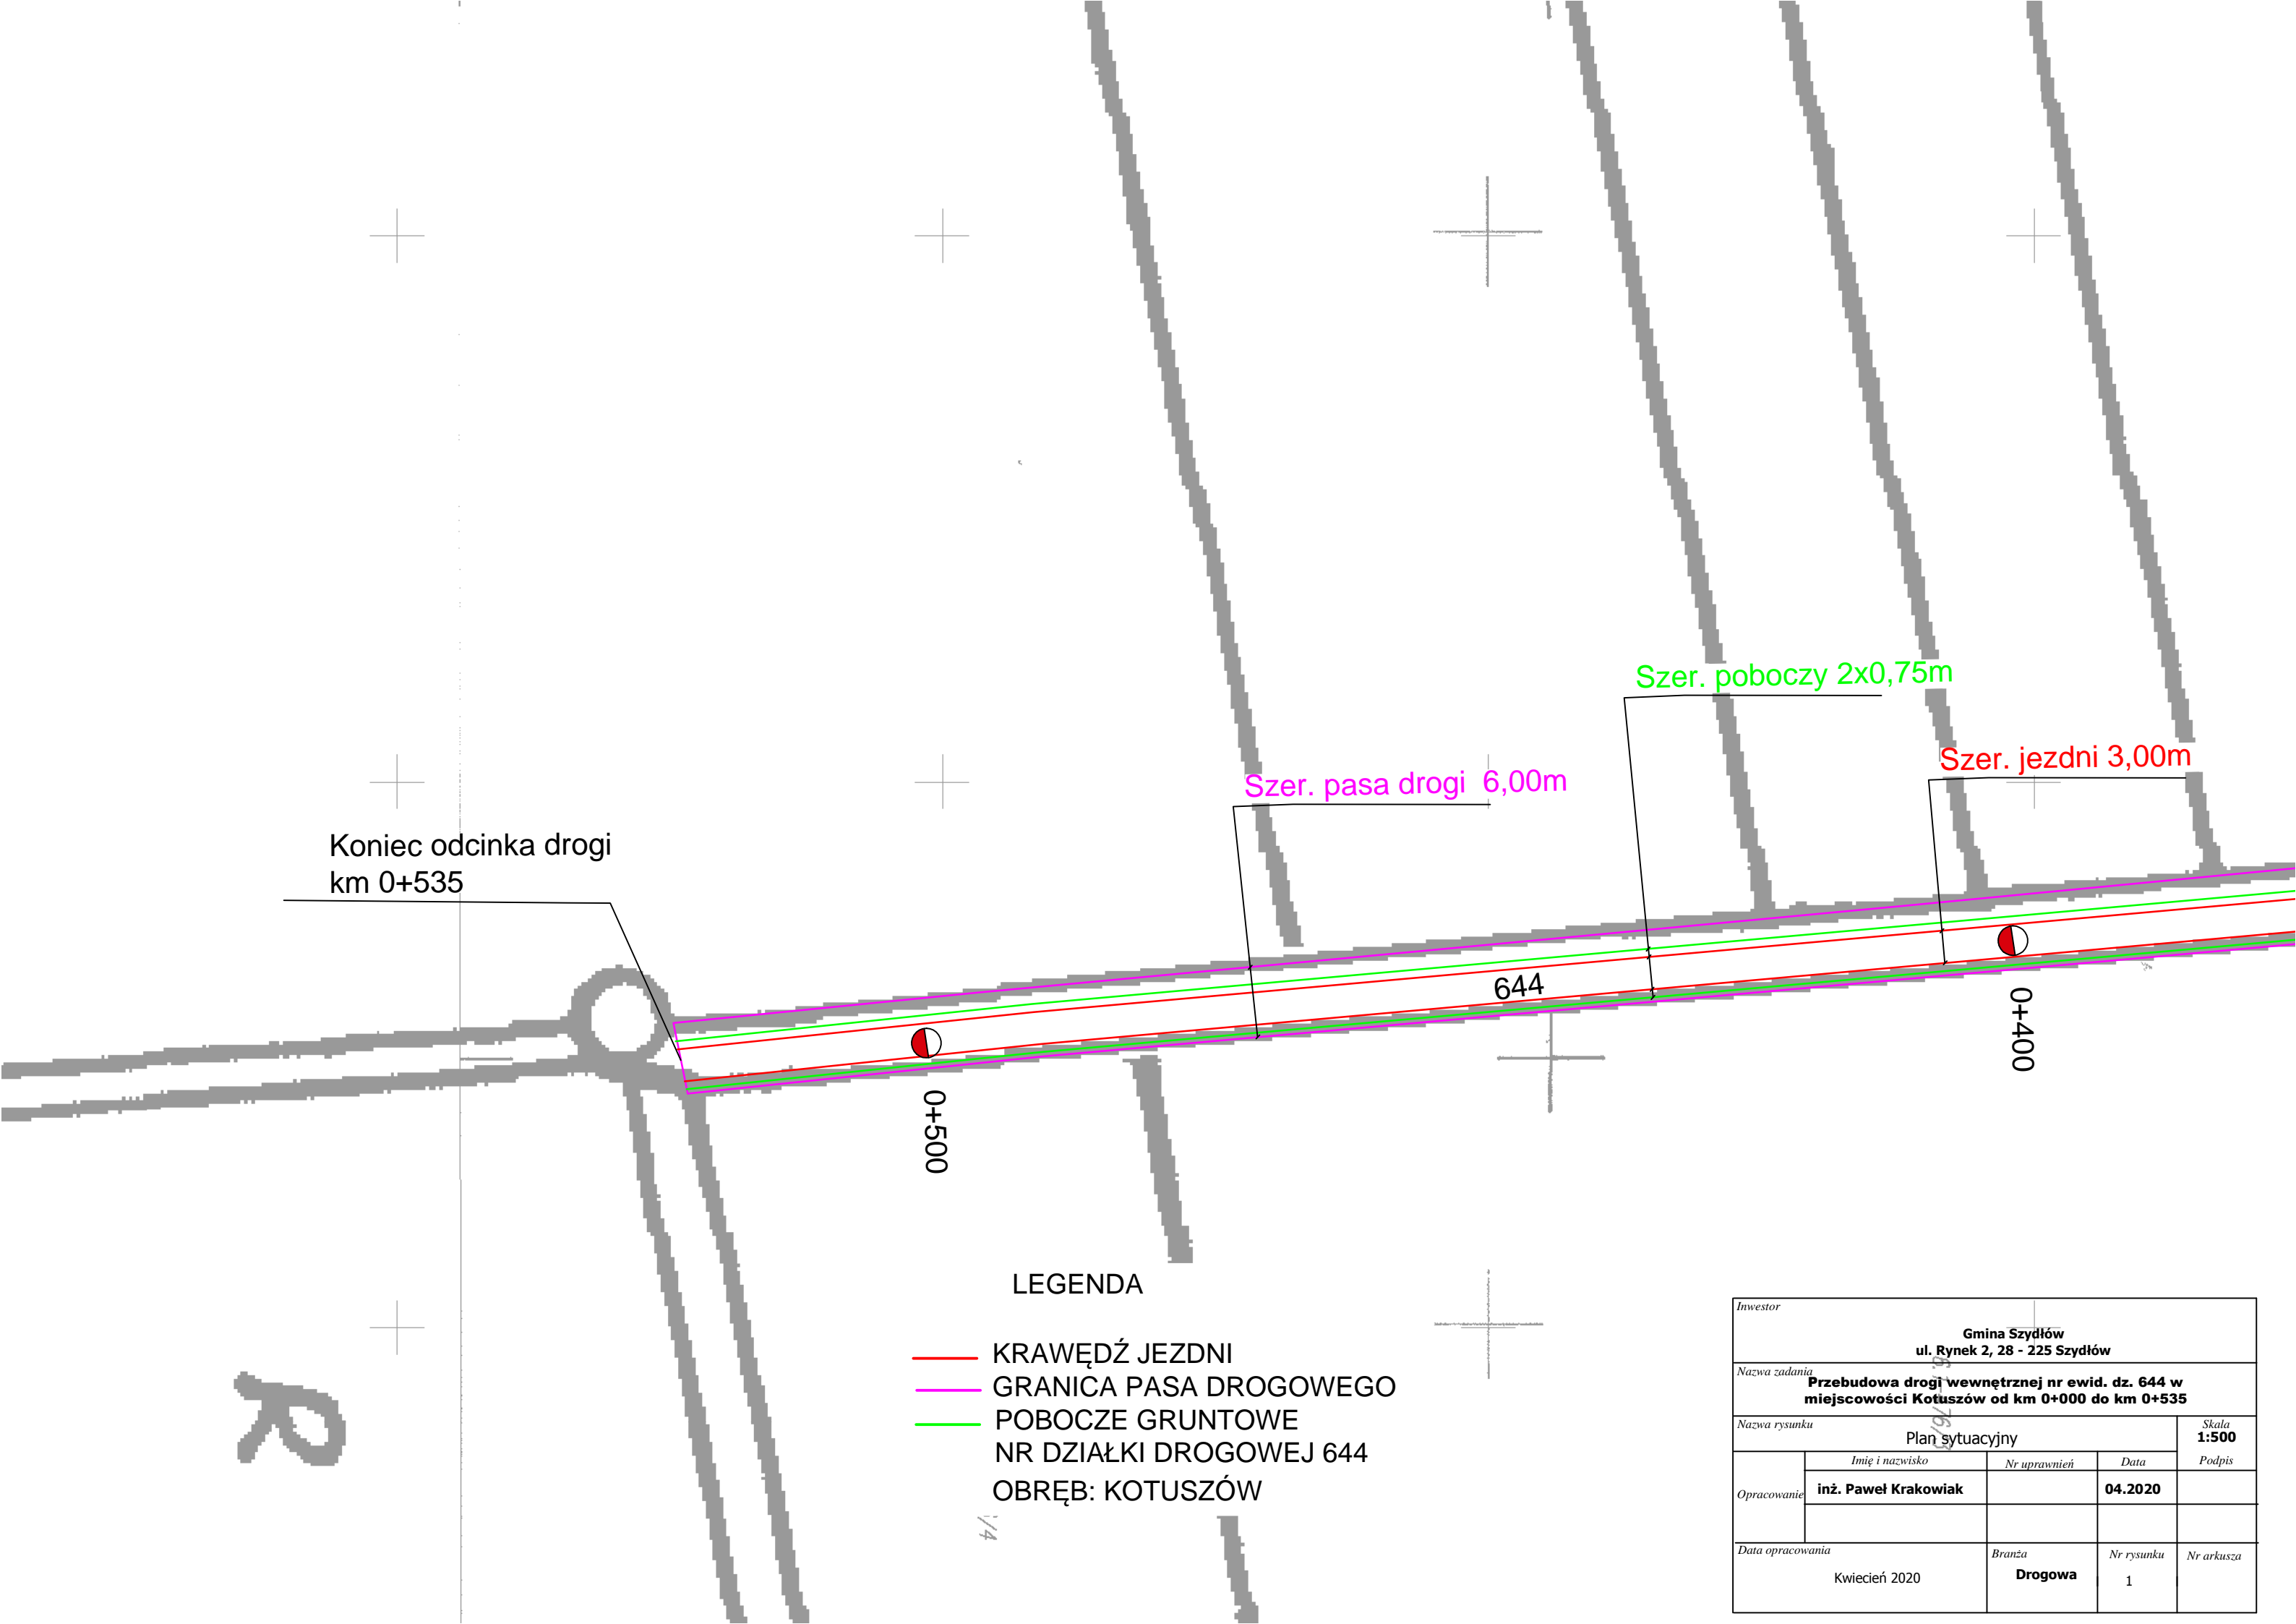 Szer. poboczy 2x0,75m
Szer. jezdni 3,00m
Szer. pasa drogi 6,00m
Koniec odcinka drogi
km 0+535
644
0+400
0+500
R
LEGENDA
KRAWĘDŹ JEZDNI
GRANICA PASA DROGOWEGO
POBOCZE GRUNTOWE
NR DZIAŁKI DROGOWEJ 644
OBRĘB: KOTUSZÓW
Inwestor
Gmina Szydłów
ul. Rynek 2, 28 - 225 Szydłów
Nazwa zadania
Przebudowa drogi wewnętrznej nr ewid. dz. 644 w
miejscowości Kotuszów od km 0+000 do km 0+535
Nazwa rysunku
Plan sytuacyjny
Skala
1:500
Imię i nazwisko
Nr uprawnień
Data
Podpis
Opracowanie
inż. Paweł Krakowiak
04.2020
Data opracowania
Kwiecień 2020
Branża
Drogowa
Nr rysunku
1
Nr arkusza